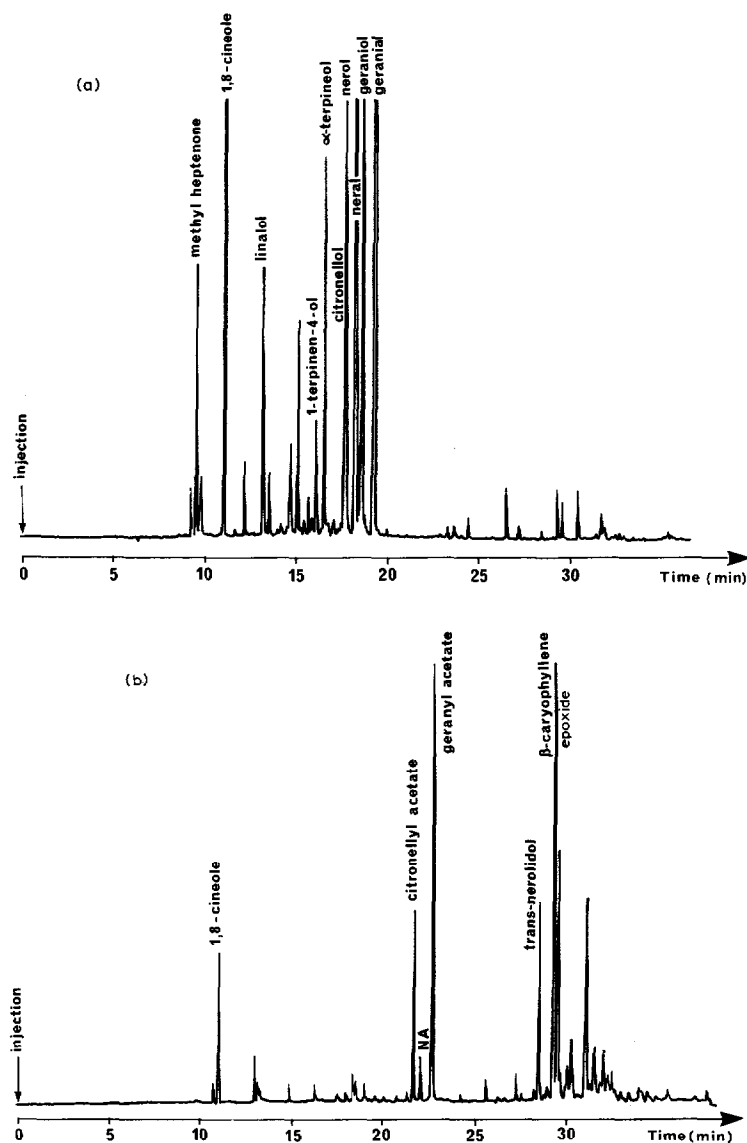 (a)
injection
methyl heptenone
1,8-cineole
linalol
1-terpinen-4-ol
α-terpineol
citronellol
nerol
neral
geraniol
geranial
0 5 10 15 20 25 30
Time (min)
(b)
injection
1,8-cineole
citronellyl acetate
NA
geranyl acetate
trans-nerolidol
β-caryophyllene
epoxide
0 5 10 15 20 25 30
Time (min)